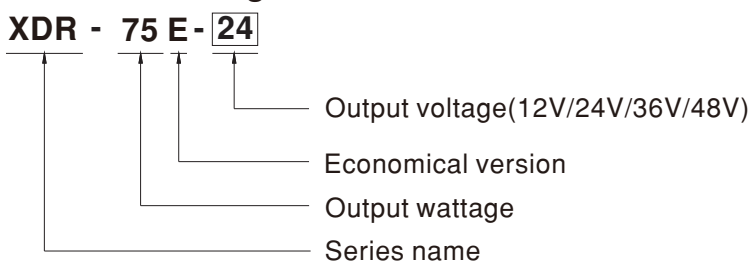 XDR - 75 E - 24
Output voltage(12V/24V/36V/48V)
Economical version
Output wattage
Series name